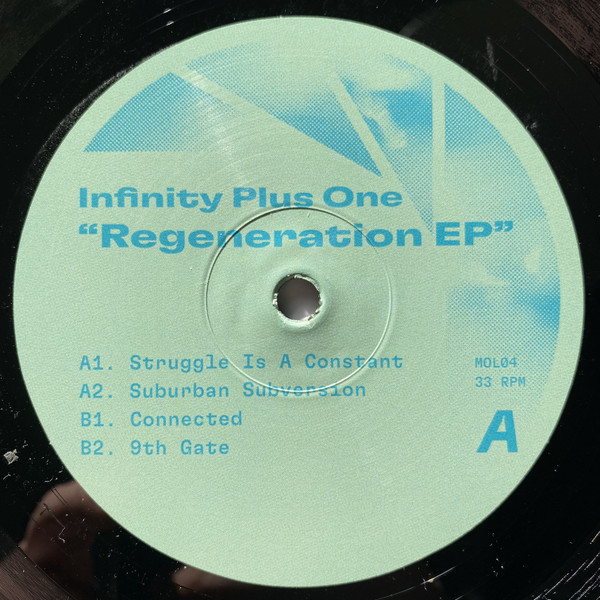 Infinity Plus One
“Regeneration EP”
A1. Struggle Is A Constant
A2. Suburban Subversion
B1. Connected
B2. 9th Gate
MOL04
33 RPM
A